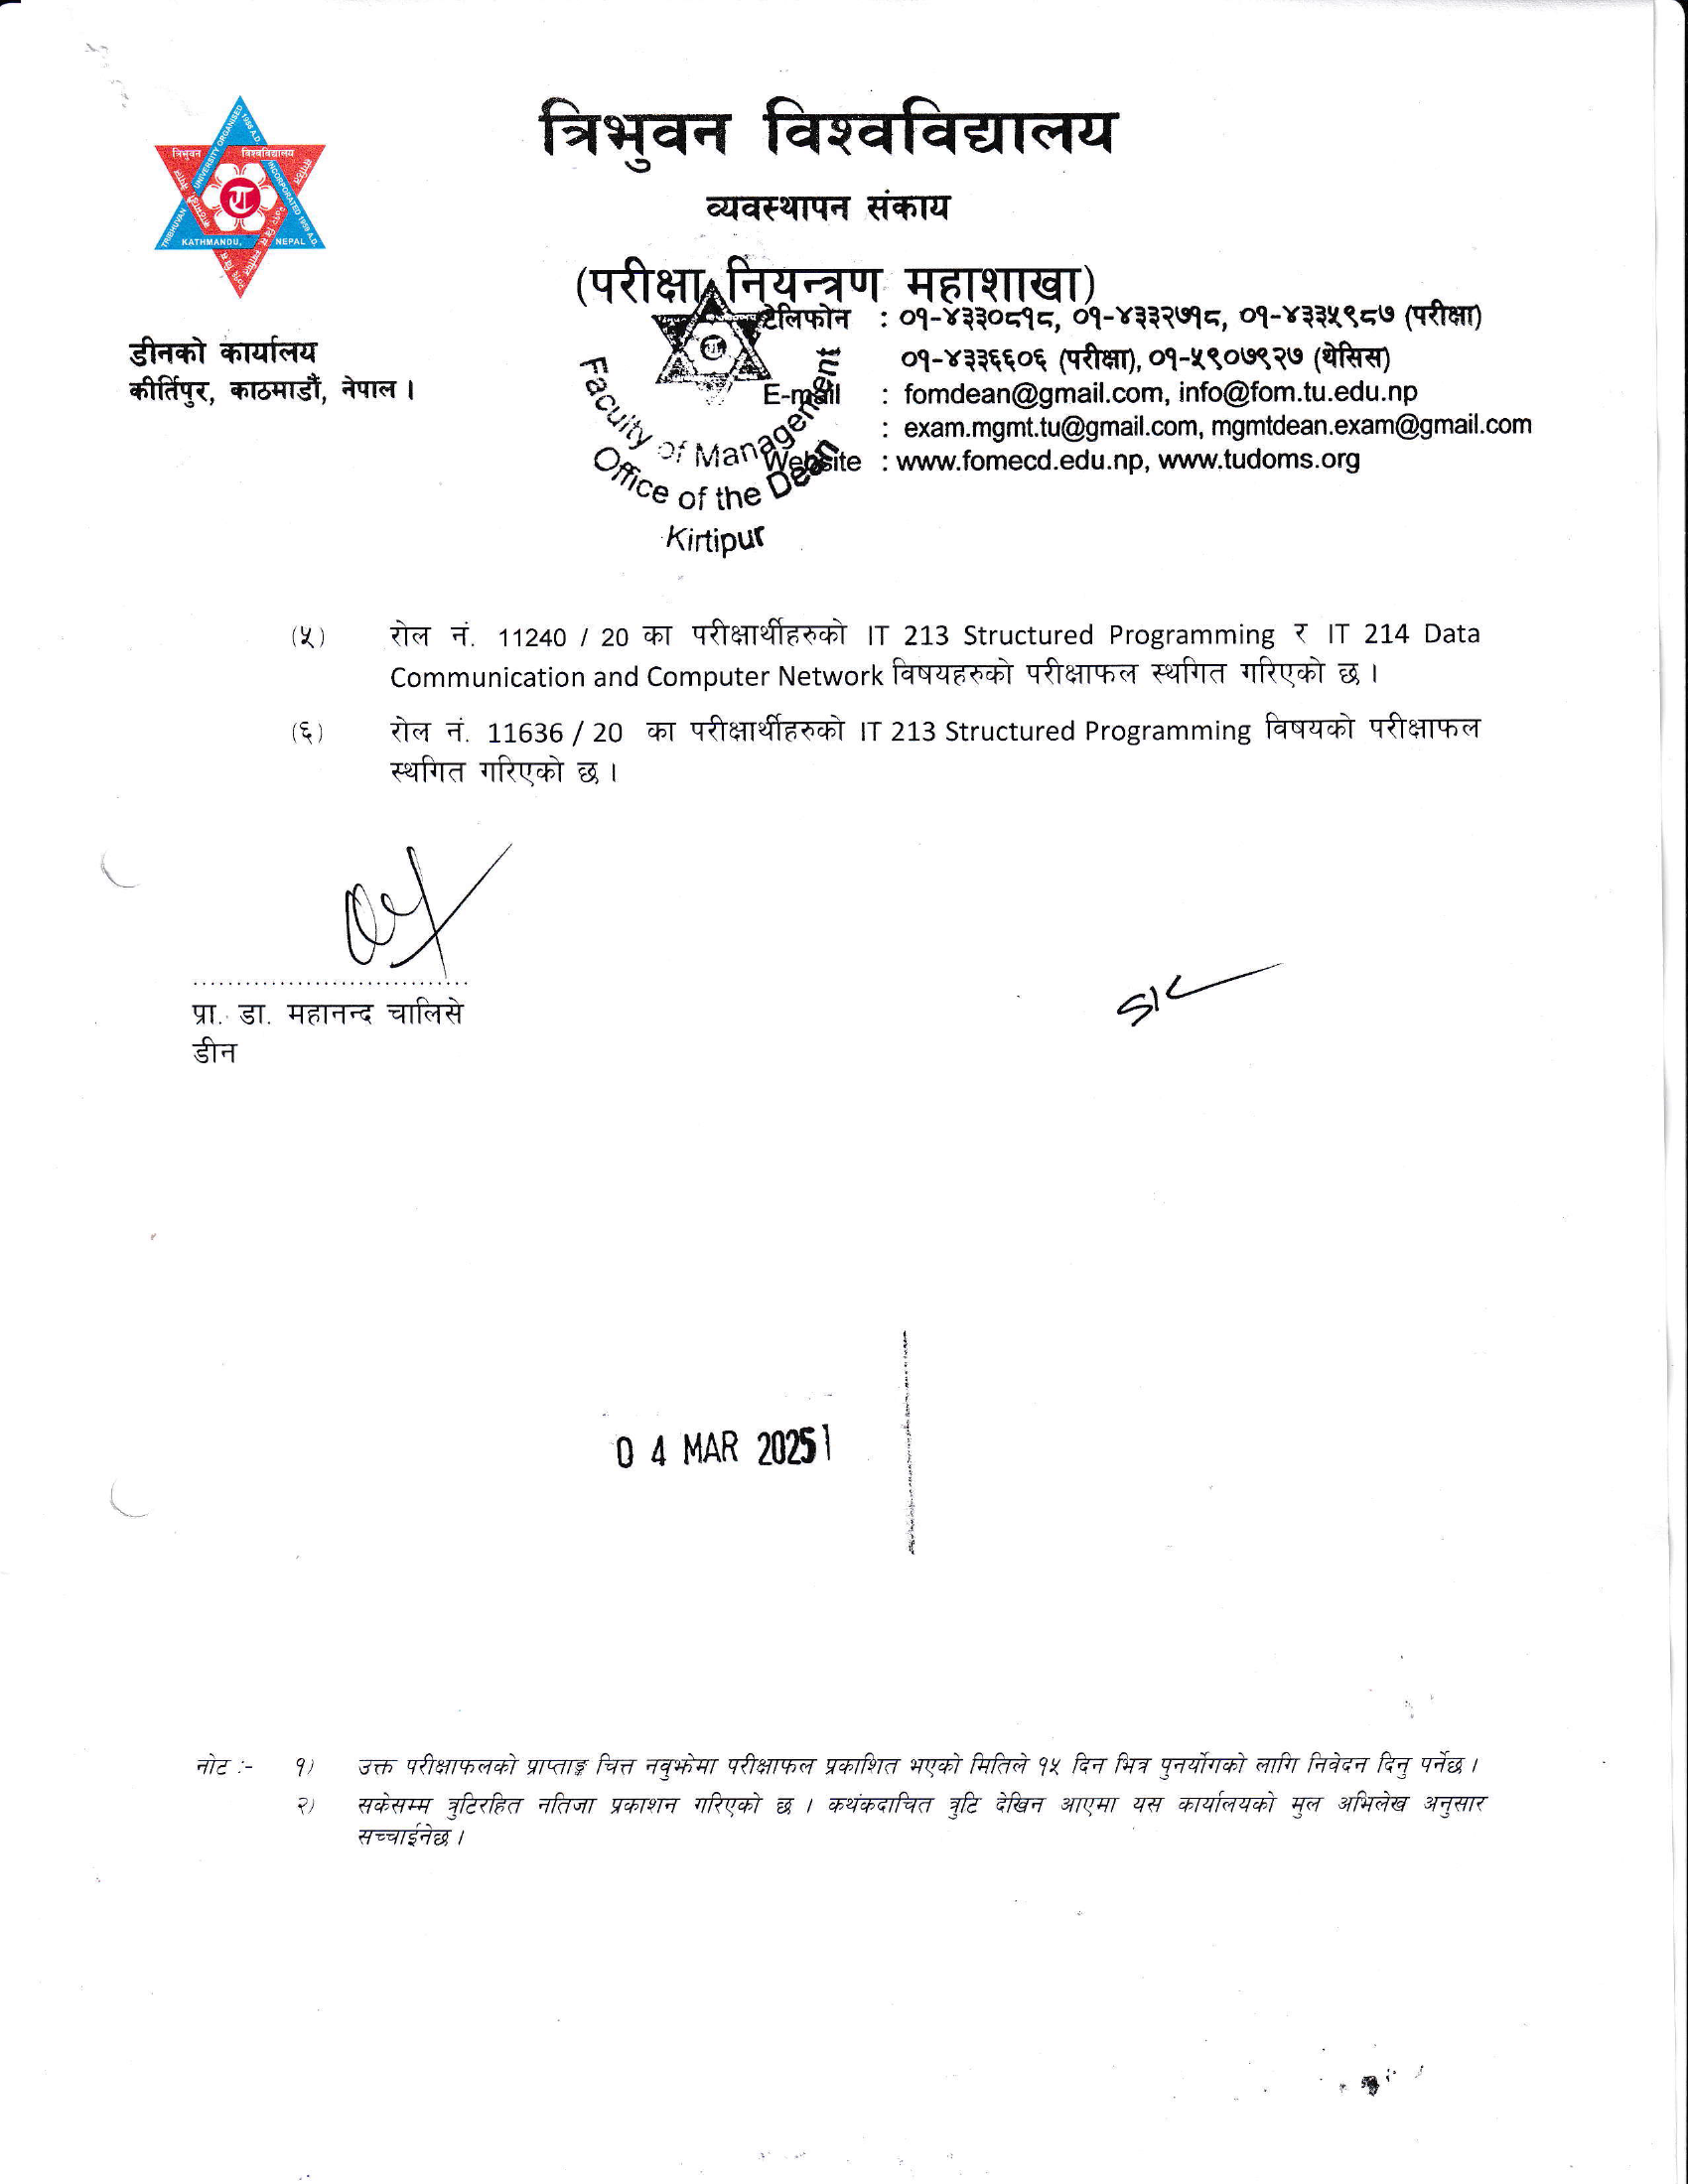 त्रिभुवन विश्वविद्यालय
व्यवस्थापन संकाय
(परीक्षा नियन्त्रण महाशाखा)
त्रिभुवन विश्वविद्यालय
TRIBHUVAN UNIVERSITY ORGANISED 1956 A.D.
INCORPORATED 1959 A.D.
KATHMANDU, NEPAL
डीनको कार्यालय
कीर्तिपुर, काठमाडौं, नेपाल ।
टेलिफोन : ०१-४३३०८१८, ०१-४३३२७१८, ०१-४३३५९८७ (परीक्षा)
०१-४३३६६०६ (परीक्षा), ०१-५९०७९२७ (थेसिस)
E-mail : fomdean@gmail.com, info@fom.tu.edu.np
: exam.mgmt.tu@gmail.com, mgmtdean.exam@gmail.com
Website : www.fomecd.edu.np, www.tudoms.org
Faculty of Management
Office of the Dean
Kirtipur
(५) रोल नं. 11240 / 20 का परीक्षार्थीहरुको IT 213 Structured Programming र IT 214 Data
Communication and Computer Network विषयहरुको परीक्षाफल स्थगित गरिएको छ ।
(६) रोल नं. 11636 / 20 का परीक्षार्थीहरुको IT 213 Structured Programming विषयको परीक्षाफल
स्थगित गरिएको छ ।
प्रा. डा. महानन्द चालिसे
डीन
04 MAR 2025
नोट :- १) उक्त परीक्षाफलको प्राप्ताङ्क चित्त नवुझेमा परीक्षाफल प्रकाशित भएको मितिले १५ दिन भित्र पुनर्योगको लागि निवेदन दिनु पर्नेछ ।
२) सकेसम्म त्रुटिरहित नतिजा प्रकाशन गरिएको छ । कथंकदाचित त्रुटि देखिन आएमा यस कार्यालयको मुल अभिलेख अनुसार
सच्चाईनेछ ।